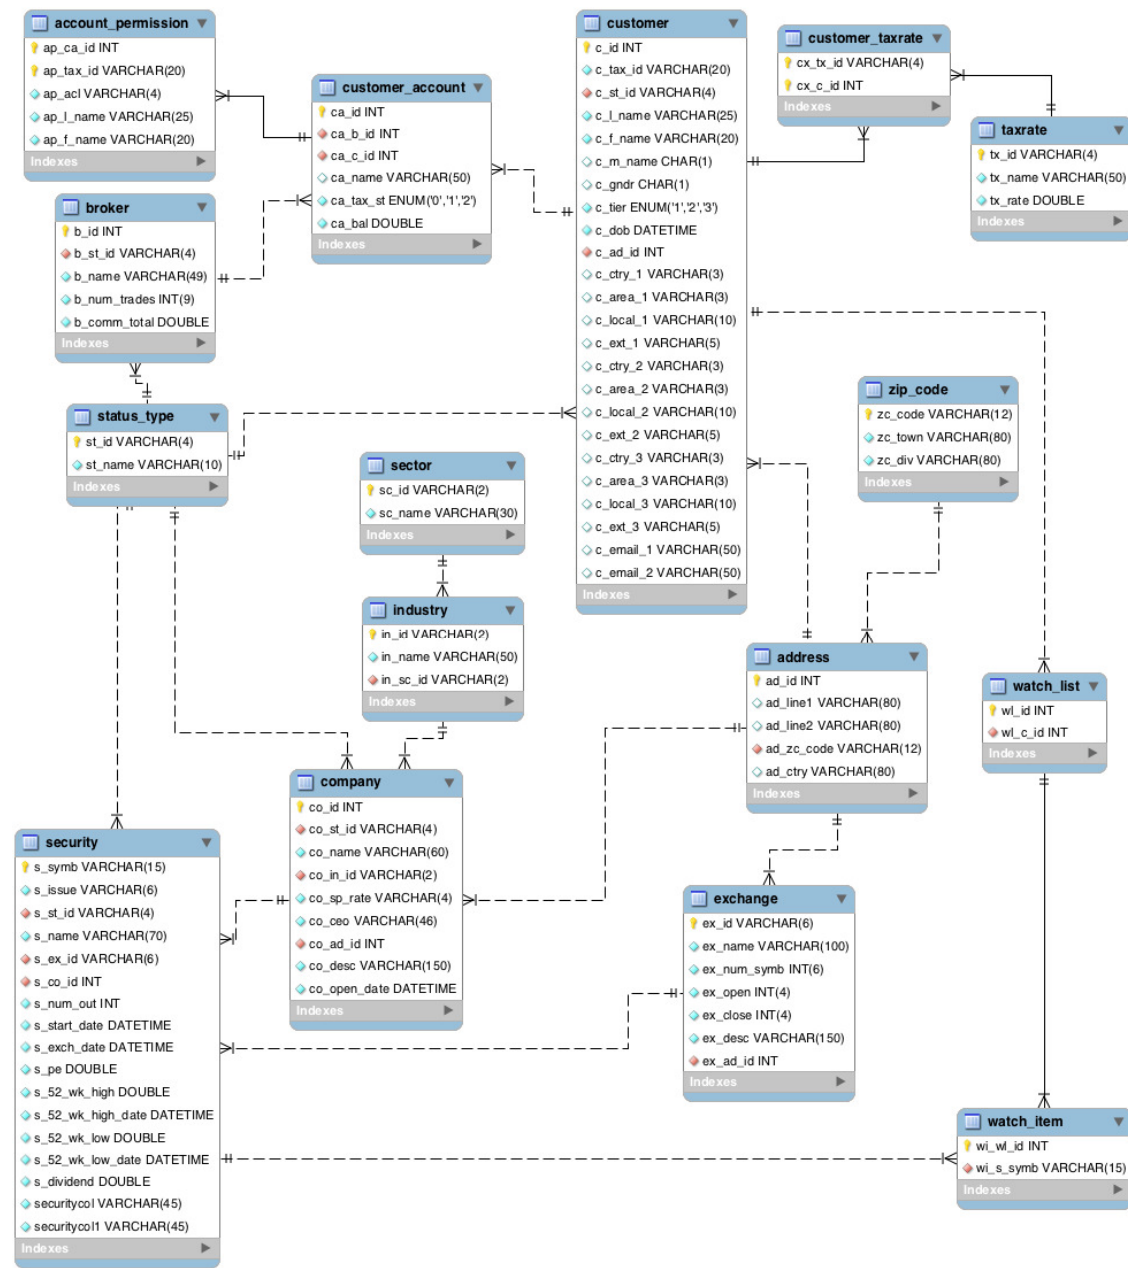 account_permission
ap_ca_id INT
ap_tax_id VARCHAR(20)
ap_acl VARCHAR(4)
ap_l_name VARCHAR(25)
ap_f_name VARCHAR(20)
Indexes
customer_account
ca_id INT
ca_b_id INT
ca_c_id INT
ca_name VARCHAR(50)
ca_tax_st ENUM('0','1','2')
ca_bal DOUBLE
Indexes
customer
c_id INT
c_tax_id VARCHAR(20)
c_st_id VARCHAR(4)
c_l_name VARCHAR(25)
c_f_name VARCHAR(20)
c_m_name CHAR(1)
c_gndr CHAR(1)
c_tier ENUM('1','2','3')
c_dob DATETIME
c_ad_id INT
c_ctry_1 VARCHAR(3)
c_area_1 VARCHAR(3)
c_local_1 VARCHAR(10)
c_ext_1 VARCHAR(5)
c_ctry_2 VARCHAR(3)
c_area_2 VARCHAR(3)
c_local_2 VARCHAR(10)
c_ext_2 VARCHAR(5)
c_ctry_3 VARCHAR(3)
c_area_3 VARCHAR(3)
c_local_3 VARCHAR(10)
c_ext_3 VARCHAR(5)
c_email_1 VARCHAR(50)
c_email_2 VARCHAR(50)
Indexes
customer_taxrate
cx_tx_id VARCHAR(4)
cx_c_id INT
Indexes
taxrate
tx_id VARCHAR(4)
tx_name VARCHAR(50)
tx_rate DOUBLE
Indexes
broker
b_id INT
b_st_id VARCHAR(4)
b_name VARCHAR(49)
b_num_trades INT(9)
b_comm_total DOUBLE
Indexes
status_type
st_id VARCHAR(4)
st_name VARCHAR(10)
Indexes
sector
sc_id VARCHAR(2)
sc_name VARCHAR(30)
Indexes
zip_code
zc_code VARCHAR(12)
zc_town VARCHAR(80)
zc_div VARCHAR(80)
Indexes
industry
in_id VARCHAR(2)
in_name VARCHAR(50)
in_sc_id VARCHAR(2)
Indexes
address
ad_id INT
ad_line1 VARCHAR(80)
ad_line2 VARCHAR(80)
ad_zc_code VARCHAR(12)
ad_ctry VARCHAR(80)
Indexes
watch_list
wl_id INT
wl_c_id INT
Indexes
company
co_id INT
co_st_id VARCHAR(4)
co_name VARCHAR(60)
co_in_id VARCHAR(2)
co_sp_rate VARCHAR(4)
co_ceo VARCHAR(46)
co_ad_id INT
co_desc VARCHAR(150)
co_open_date DATETIME
Indexes
security
s_symb VARCHAR(15)
s_issue VARCHAR(6)
s_st_id VARCHAR(4)
s_name VARCHAR(70)
s_ex_id VARCHAR(6)
s_co_id INT
s_num_out INT
s_start_date DATETIME
s_exch_date DATETIME
s_pe DOUBLE
s_52_wk_high DOUBLE
s_52_wk_high_date DATETIME
s_52_wk_low DOUBLE
s_52_wk_low_date DATETIME
s_dividend DOUBLE
securitycol VARCHAR(45)
securitycol1 VARCHAR(45)
Indexes
exchange
ex_id VARCHAR(6)
ex_name VARCHAR(100)
ex_num_symb INT(6)
ex_open INT(4)
ex_close INT(4)
ex_desc VARCHAR(150)
ex_ad_id INT
Indexes
watch_item
wi_wl_id INT
wi_s_symb VARCHAR(15)
Indexes